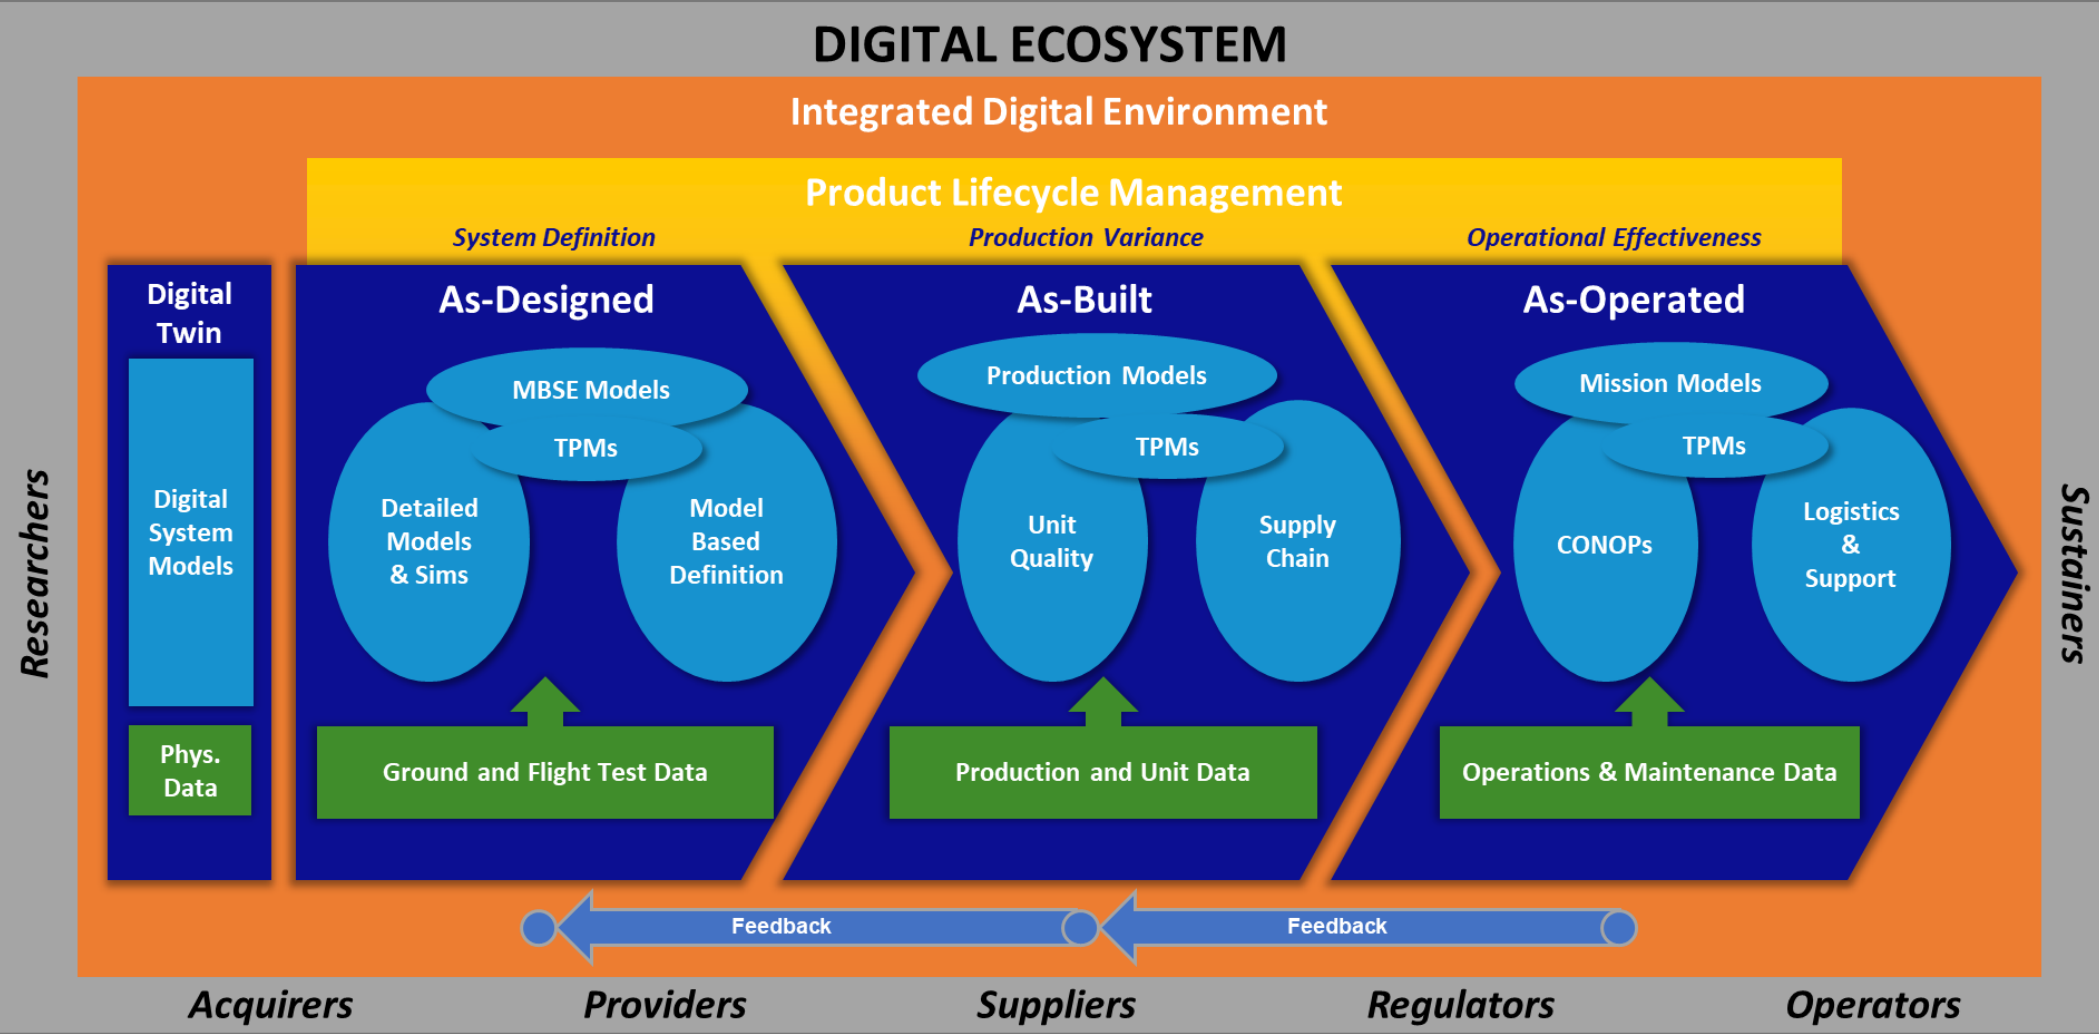 DIGITAL ECOSYSTEM
Integrated Digital Environment
Product Lifecycle Management
System Definition
Production Variance
Operational Effectiveness
Digital
Twin
Digital
System
Models
Phys.
Data
As-Designed
MBSE Models
TPMs
Detailed
Models
& Sims
Model
Based
Definition
Ground and Flight Test Data
As-Built
Production Models
TPMs
Unit
Quality
Supply
Chain
Production and Unit Data
As-Operated
Mission Models
TPMs
CONOPs
Logistics
&
Support
Operations & Maintenance Data
Feedback
Feedback
Researchers
Sustainers
Acquirers
Providers
Suppliers
Regulators
Operators